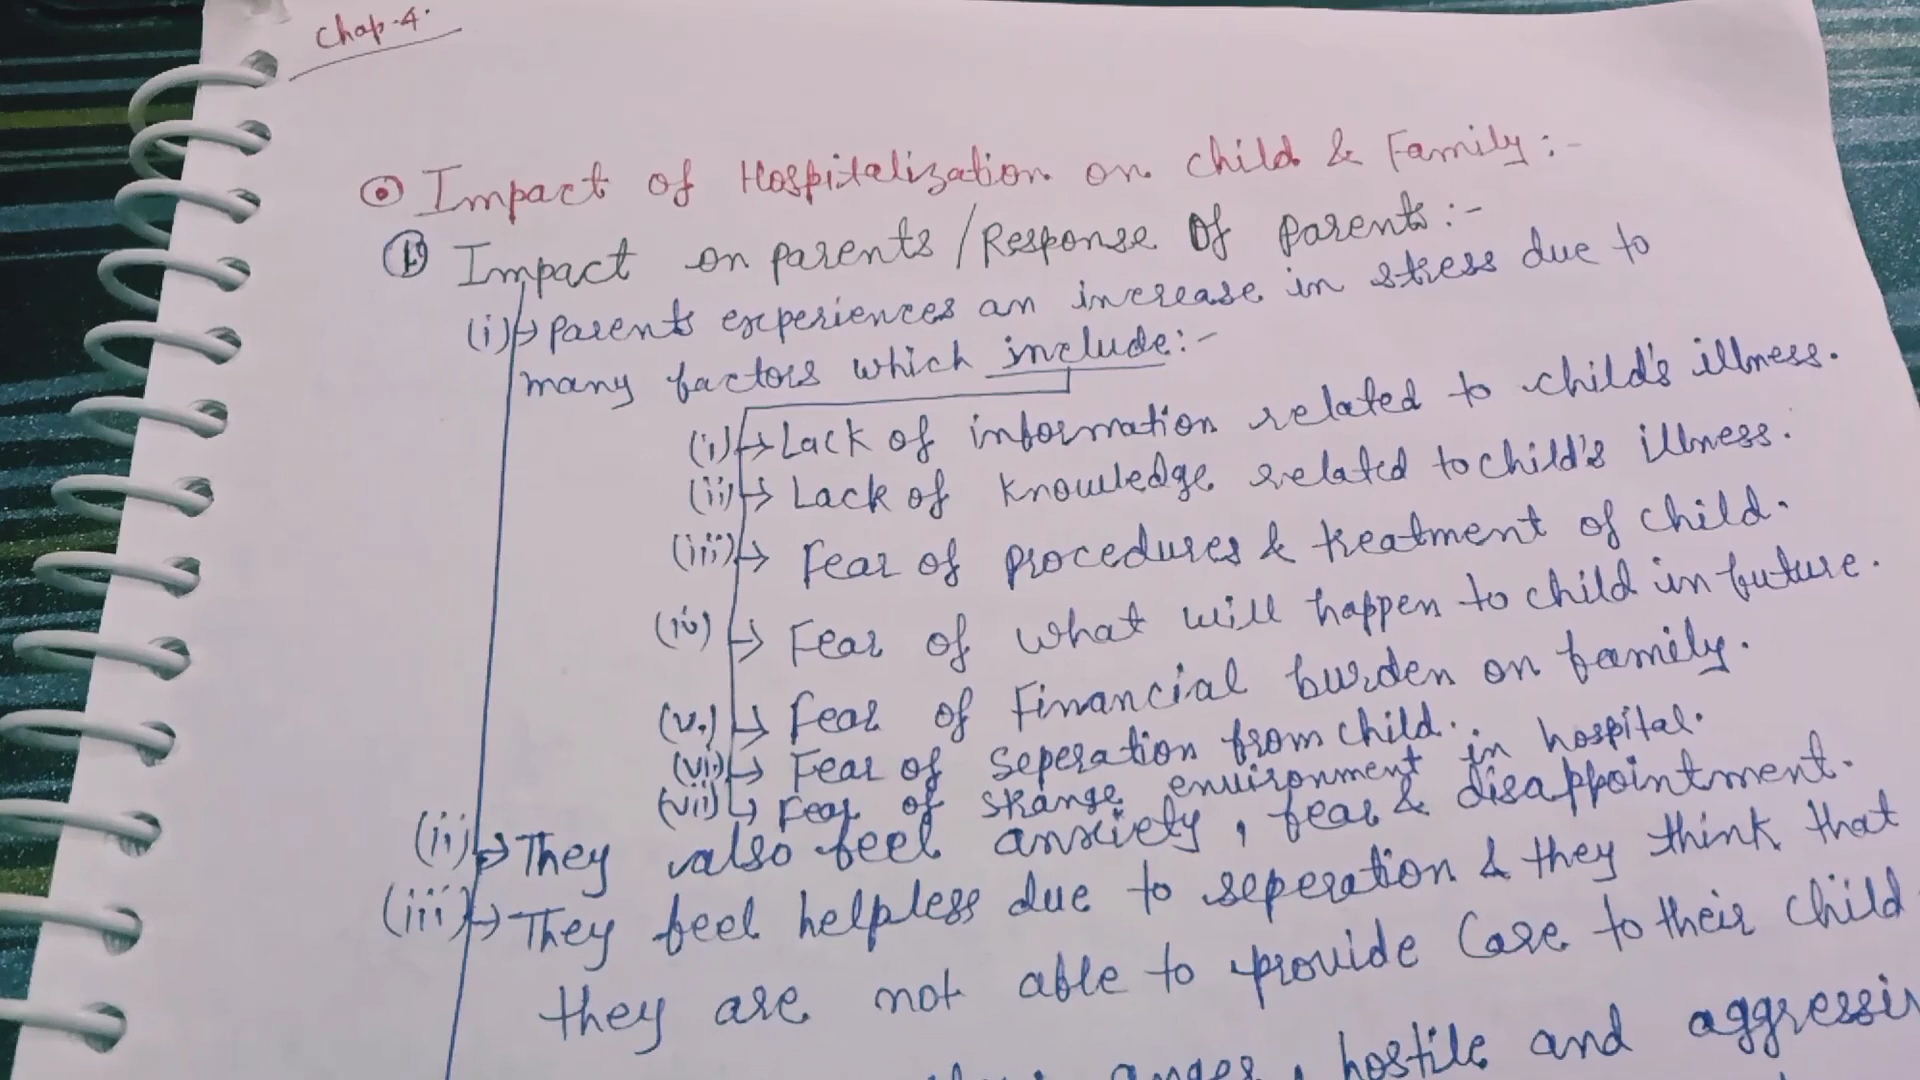 Chap-4.
Impact of Hospitalization on child & Family:-
① Impact on parents / Response Of parents:-
(i)→ parents experiences an increase in stress due to
many factors which include:-
(i)→ Lack of information related to child's illness.
(ii)→ Lack of knowledge related to child's illness.
(iii)→ Fear of procedures & treatment of child.
(iv)→ Fear of what will happen to child in future.
(v.)→ Fear of Financial burden on family.
(vi)→ Fear of seperation from child.
(vii)→ Fear of strange environment in hospital.
(ii)→ They also feel anxiety, fear & disappointment.
(iii)→ They feel helpless due to seperation & they think that
they are not able to provide Care to their child
hostile and